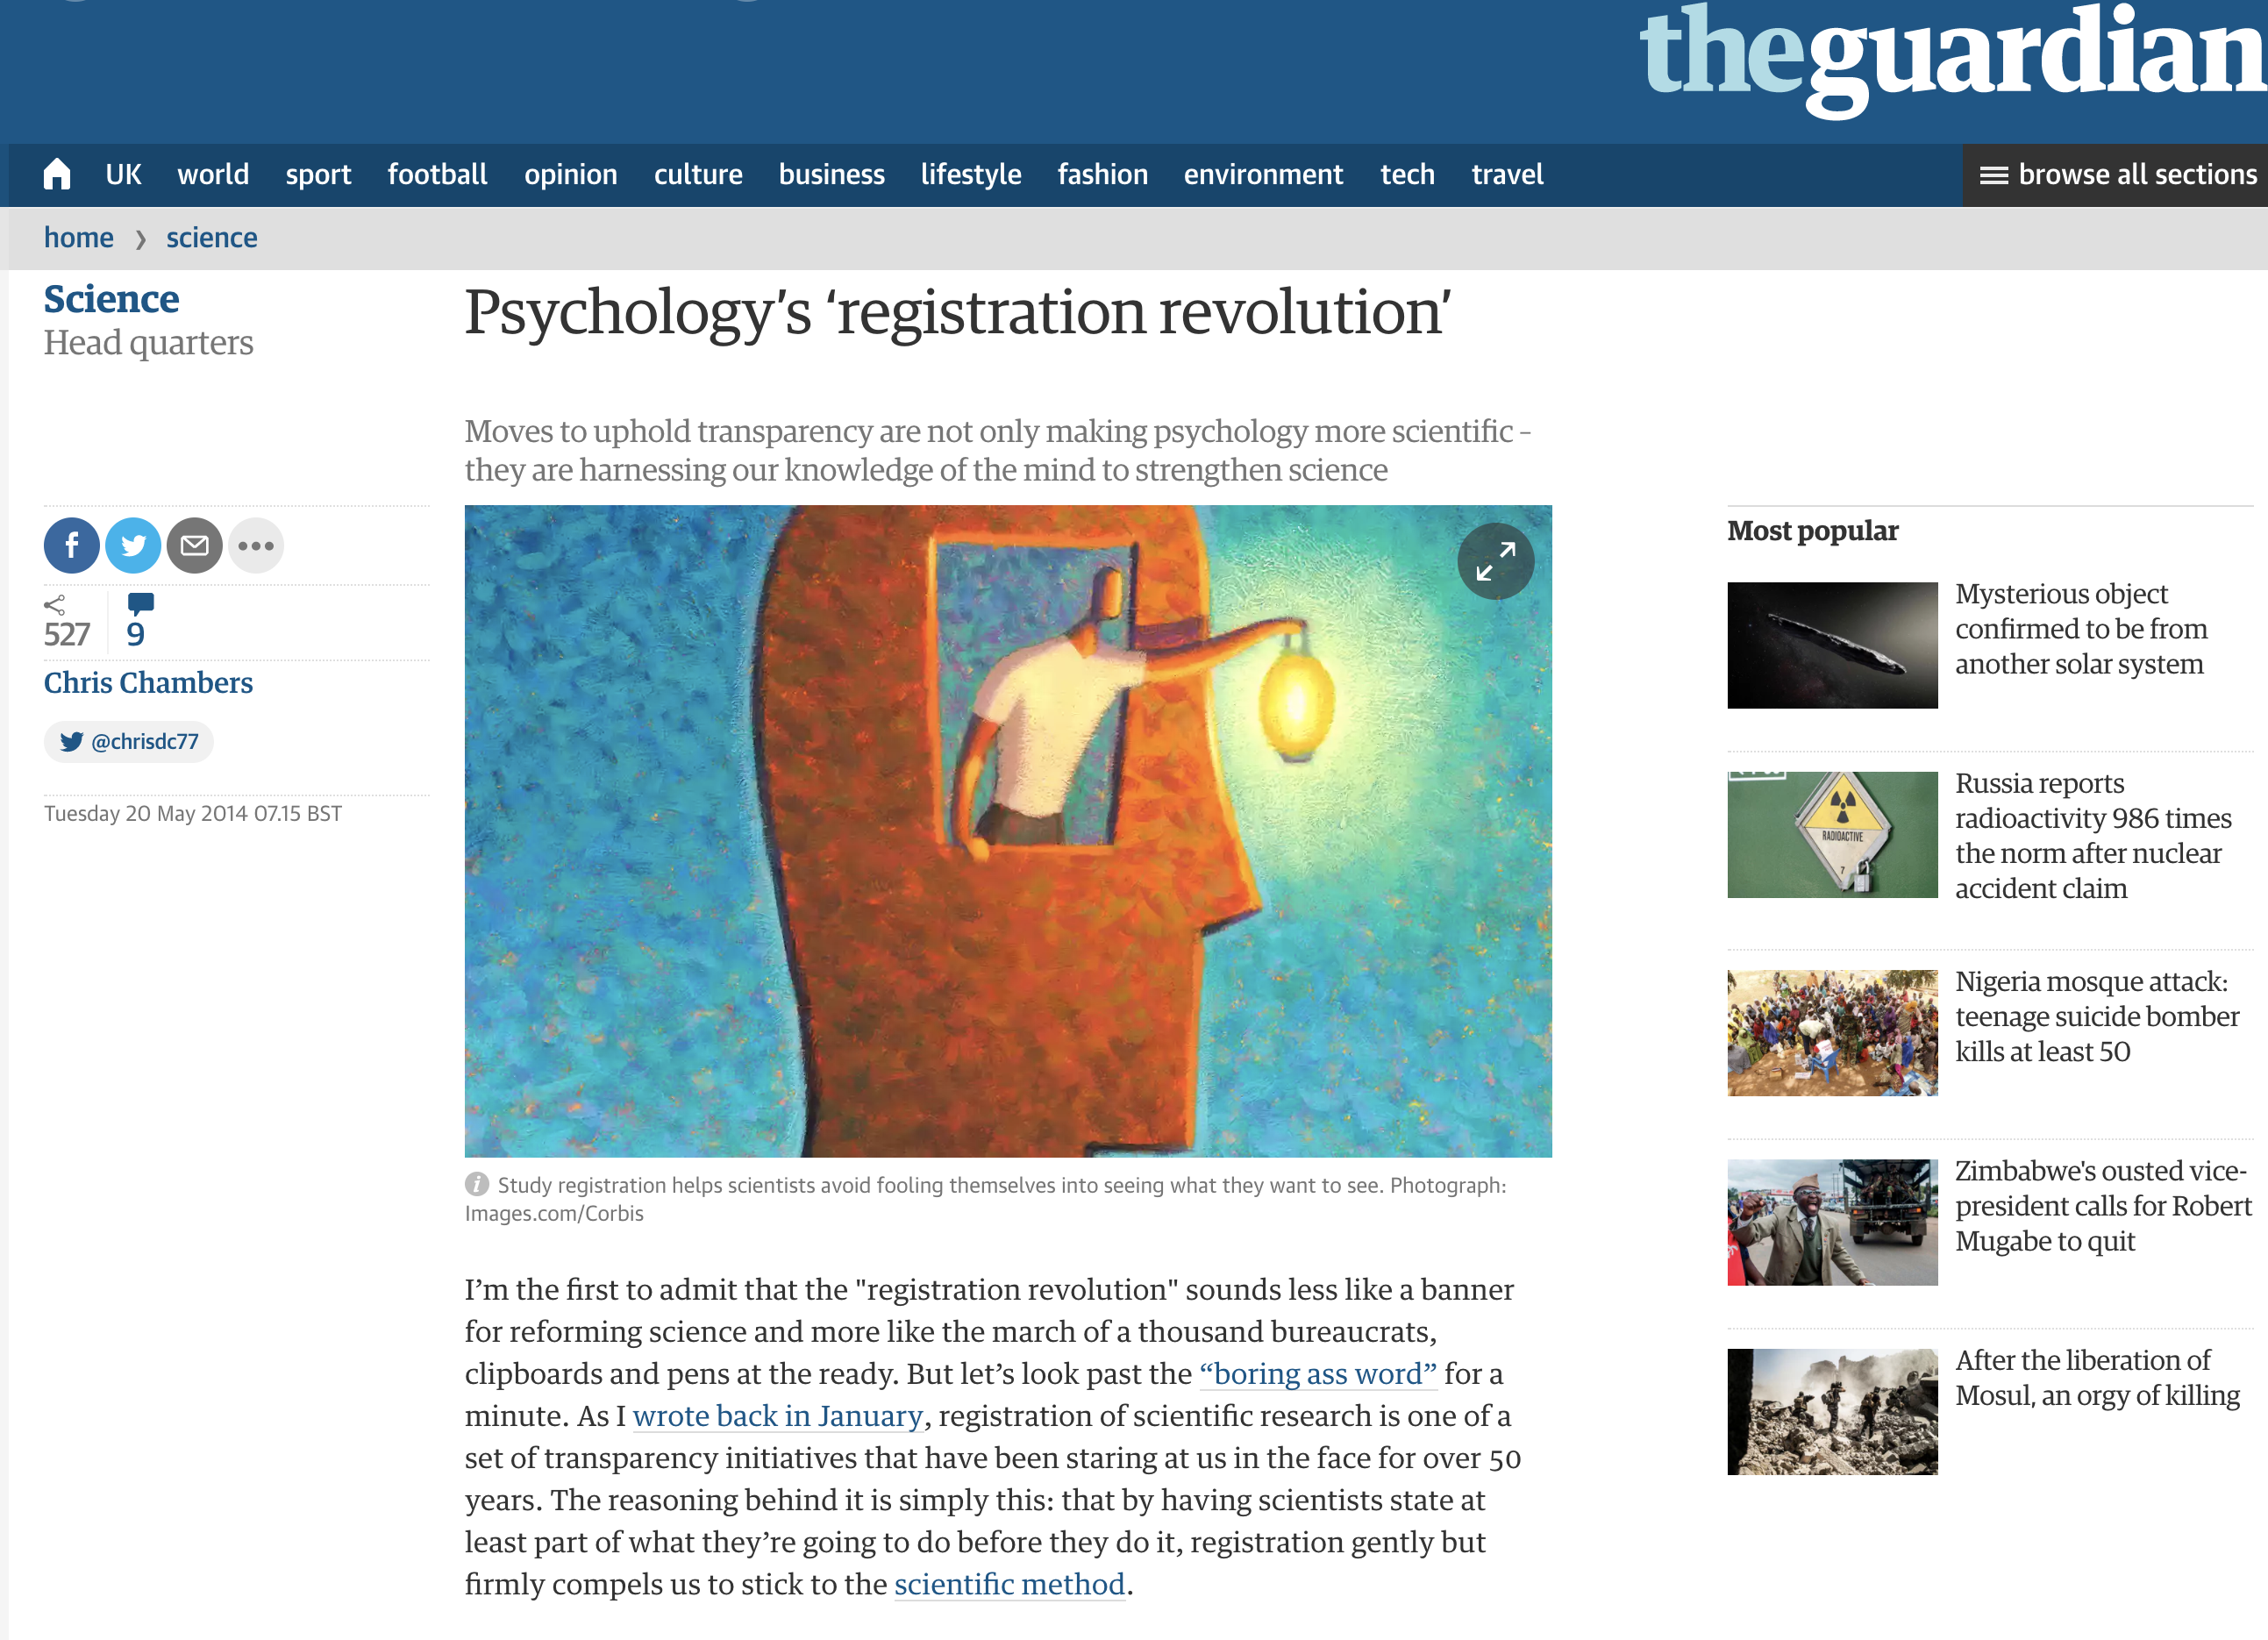 theguardian
UK world sport football opinion culture business lifestyle fashion environment tech travel
browse all sections
home › science
Science
Head quarters
Psychology’s ‘registration revolution’
Moves to uphold transparency are not only making psychology more scientific –
they are harnessing our knowledge of the mind to strengthen science
527
9
Chris Chambers
@chrisdc77
Tuesday 20 May 2014 07.15 BST
Study registration helps scientists avoid fooling themselves into seeing what they want to see. Photograph:
Images.com/Corbis
I’m the first to admit that the "registration revolution" sounds less like a banner
for reforming science and more like the march of a thousand bureaucrats,
clipboards and pens at the ready. But let’s look past the “boring ass word” for a
minute. As I wrote back in January, registration of scientific research is one of a
set of transparency initiatives that have been staring at us in the face for over 50
years. The reasoning behind it is simply this: that by having scientists state at
least part of what they’re going to do before they do it, registration gently but
firmly compels us to stick to the scientific method.
Most popular
Mysterious object
confirmed to be from
another solar system
RADIOACTIVE
7
Russia reports
radioactivity 986 times
the norm after nuclear
accident claim
Nigeria mosque attack:
teenage suicide bomber
kills at least 50
Zimbabwe's ousted vice-
president calls for Robert
Mugabe to quit
After the liberation of
Mosul, an orgy of killing